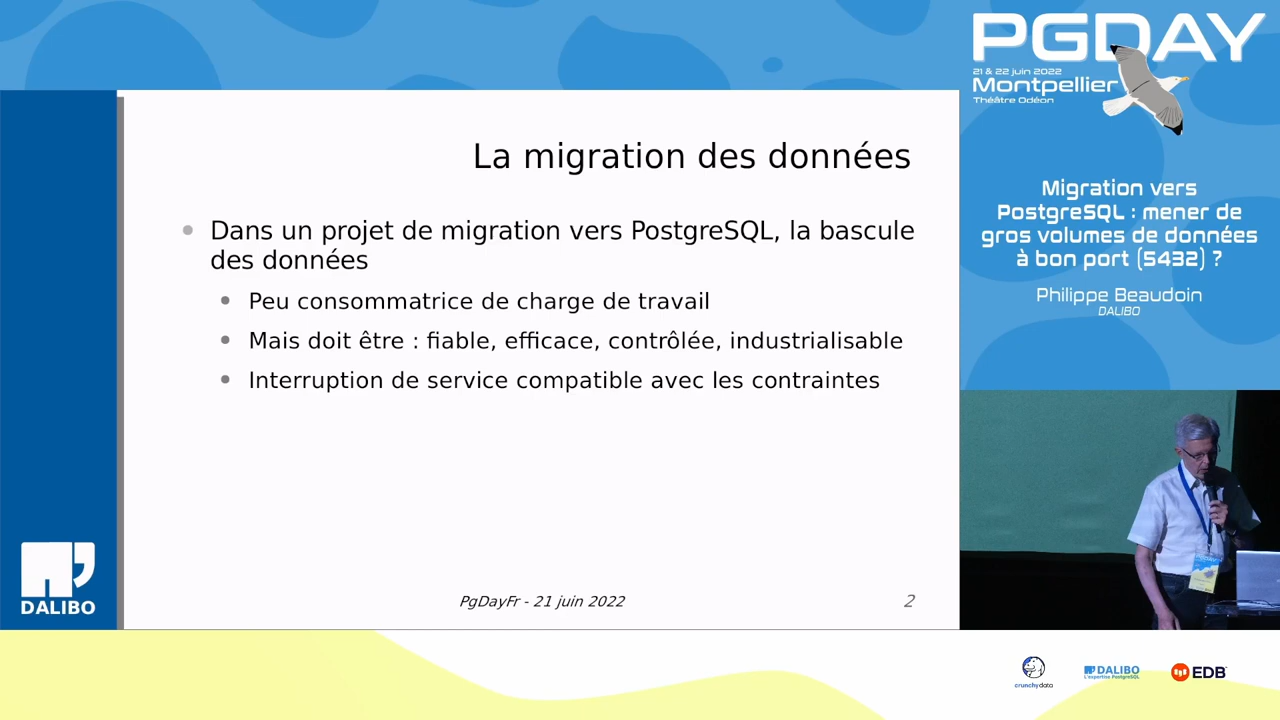 PGDAY
21 & 22 juin 2022
Montpellier
Théâtre Odéon
La migration des données
Dans un projet de migration vers PostgreSQL, la bascule
des données
Peu consommatrice de charge de travail
Mais doit être : fiable, efficace, contrôlée, industrialisable
Interruption de service compatible avec les contraintes
DALIBO
PgDayFr - 21 juin 2022
2
Migration vers
PostgreSQL : mener de
gros volumes de données
à bon port (5432) ?
Philippe Beaudoin
DALIBO
crunchydata
DALIBO
L'expertise PostgreSQL
EDB